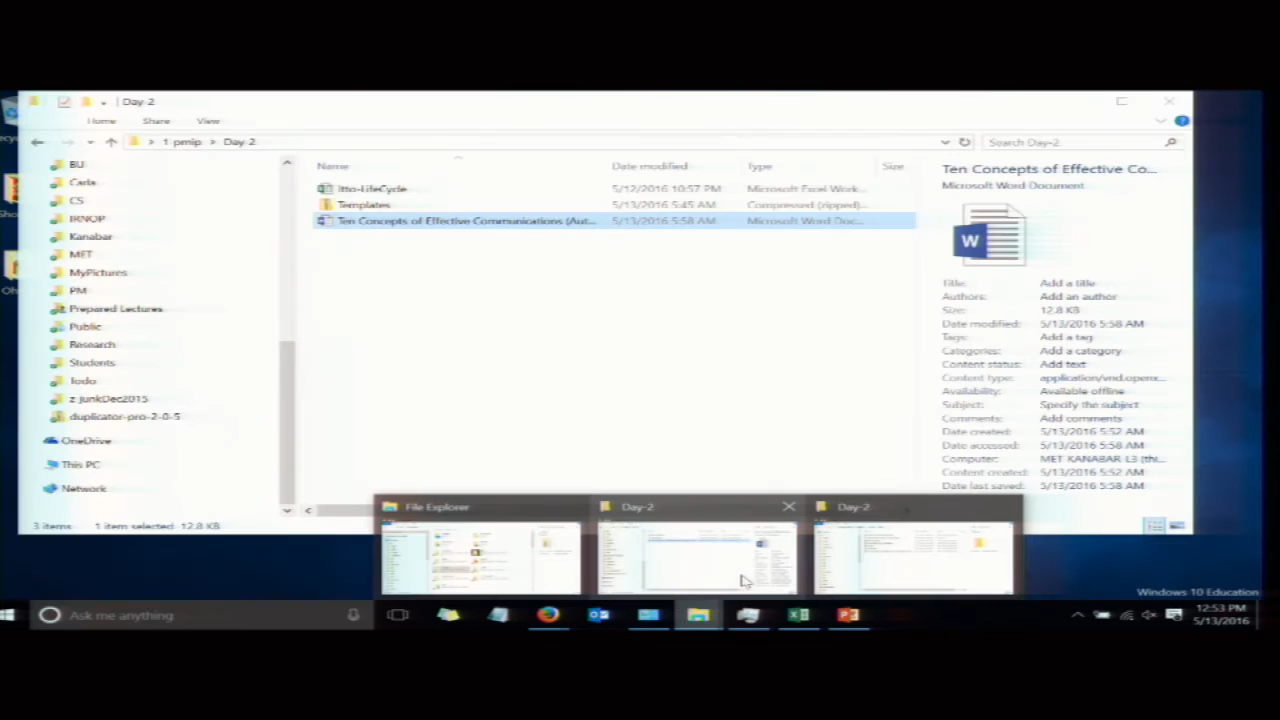 Day-2
Home Share View
1 pmip > Day-2
Search Day-2
BU
Carla
CS
IRNOP
Kanabar
MET
MyPictures
PM
Prepared Lectures
Public
Research
Students
Todo
z_junkDec2015
duplicator-pro-2-0-5
OneDrive
This PC
Network
3 items 1 item selected 12.8 KB
Name Date modified Type Size
Itto-LifeCycle 5/12/2016 10:57 PM Microsoft Excel Work...
Templates 5/13/2016 5:45 AM Compressed (zipped)...
Ten Concepts of Effective Communications (Aut... 5/13/2016 5:58 AM Microsoft Word Doc...
Ten Concepts of Effective Co...
Microsoft Word Document
Title: Add a title
Authors: Add an author
Size: 12.8 KB
Date modified: 5/13/2016 5:58 AM
Tags: Add a tag
Categories: Add a category
Content status: Add text
Content type: application/vnd.openx...
Availability: Available offline
Subject: Specify the subject
Comments: Add comments
Date created: 5/13/2016 5:52 AM
Date accessed: 5/13/2016 5:52 AM
Computer: MET-KANABAR-L3 (thi...
Content created: 5/13/2016 5:52 AM
Date last saved: 5/13/2016 5:58 AM
File Explorer
Day-2
Day-2
Windows 10 Education
Ask me anything
12:53 PM
5/13/2016